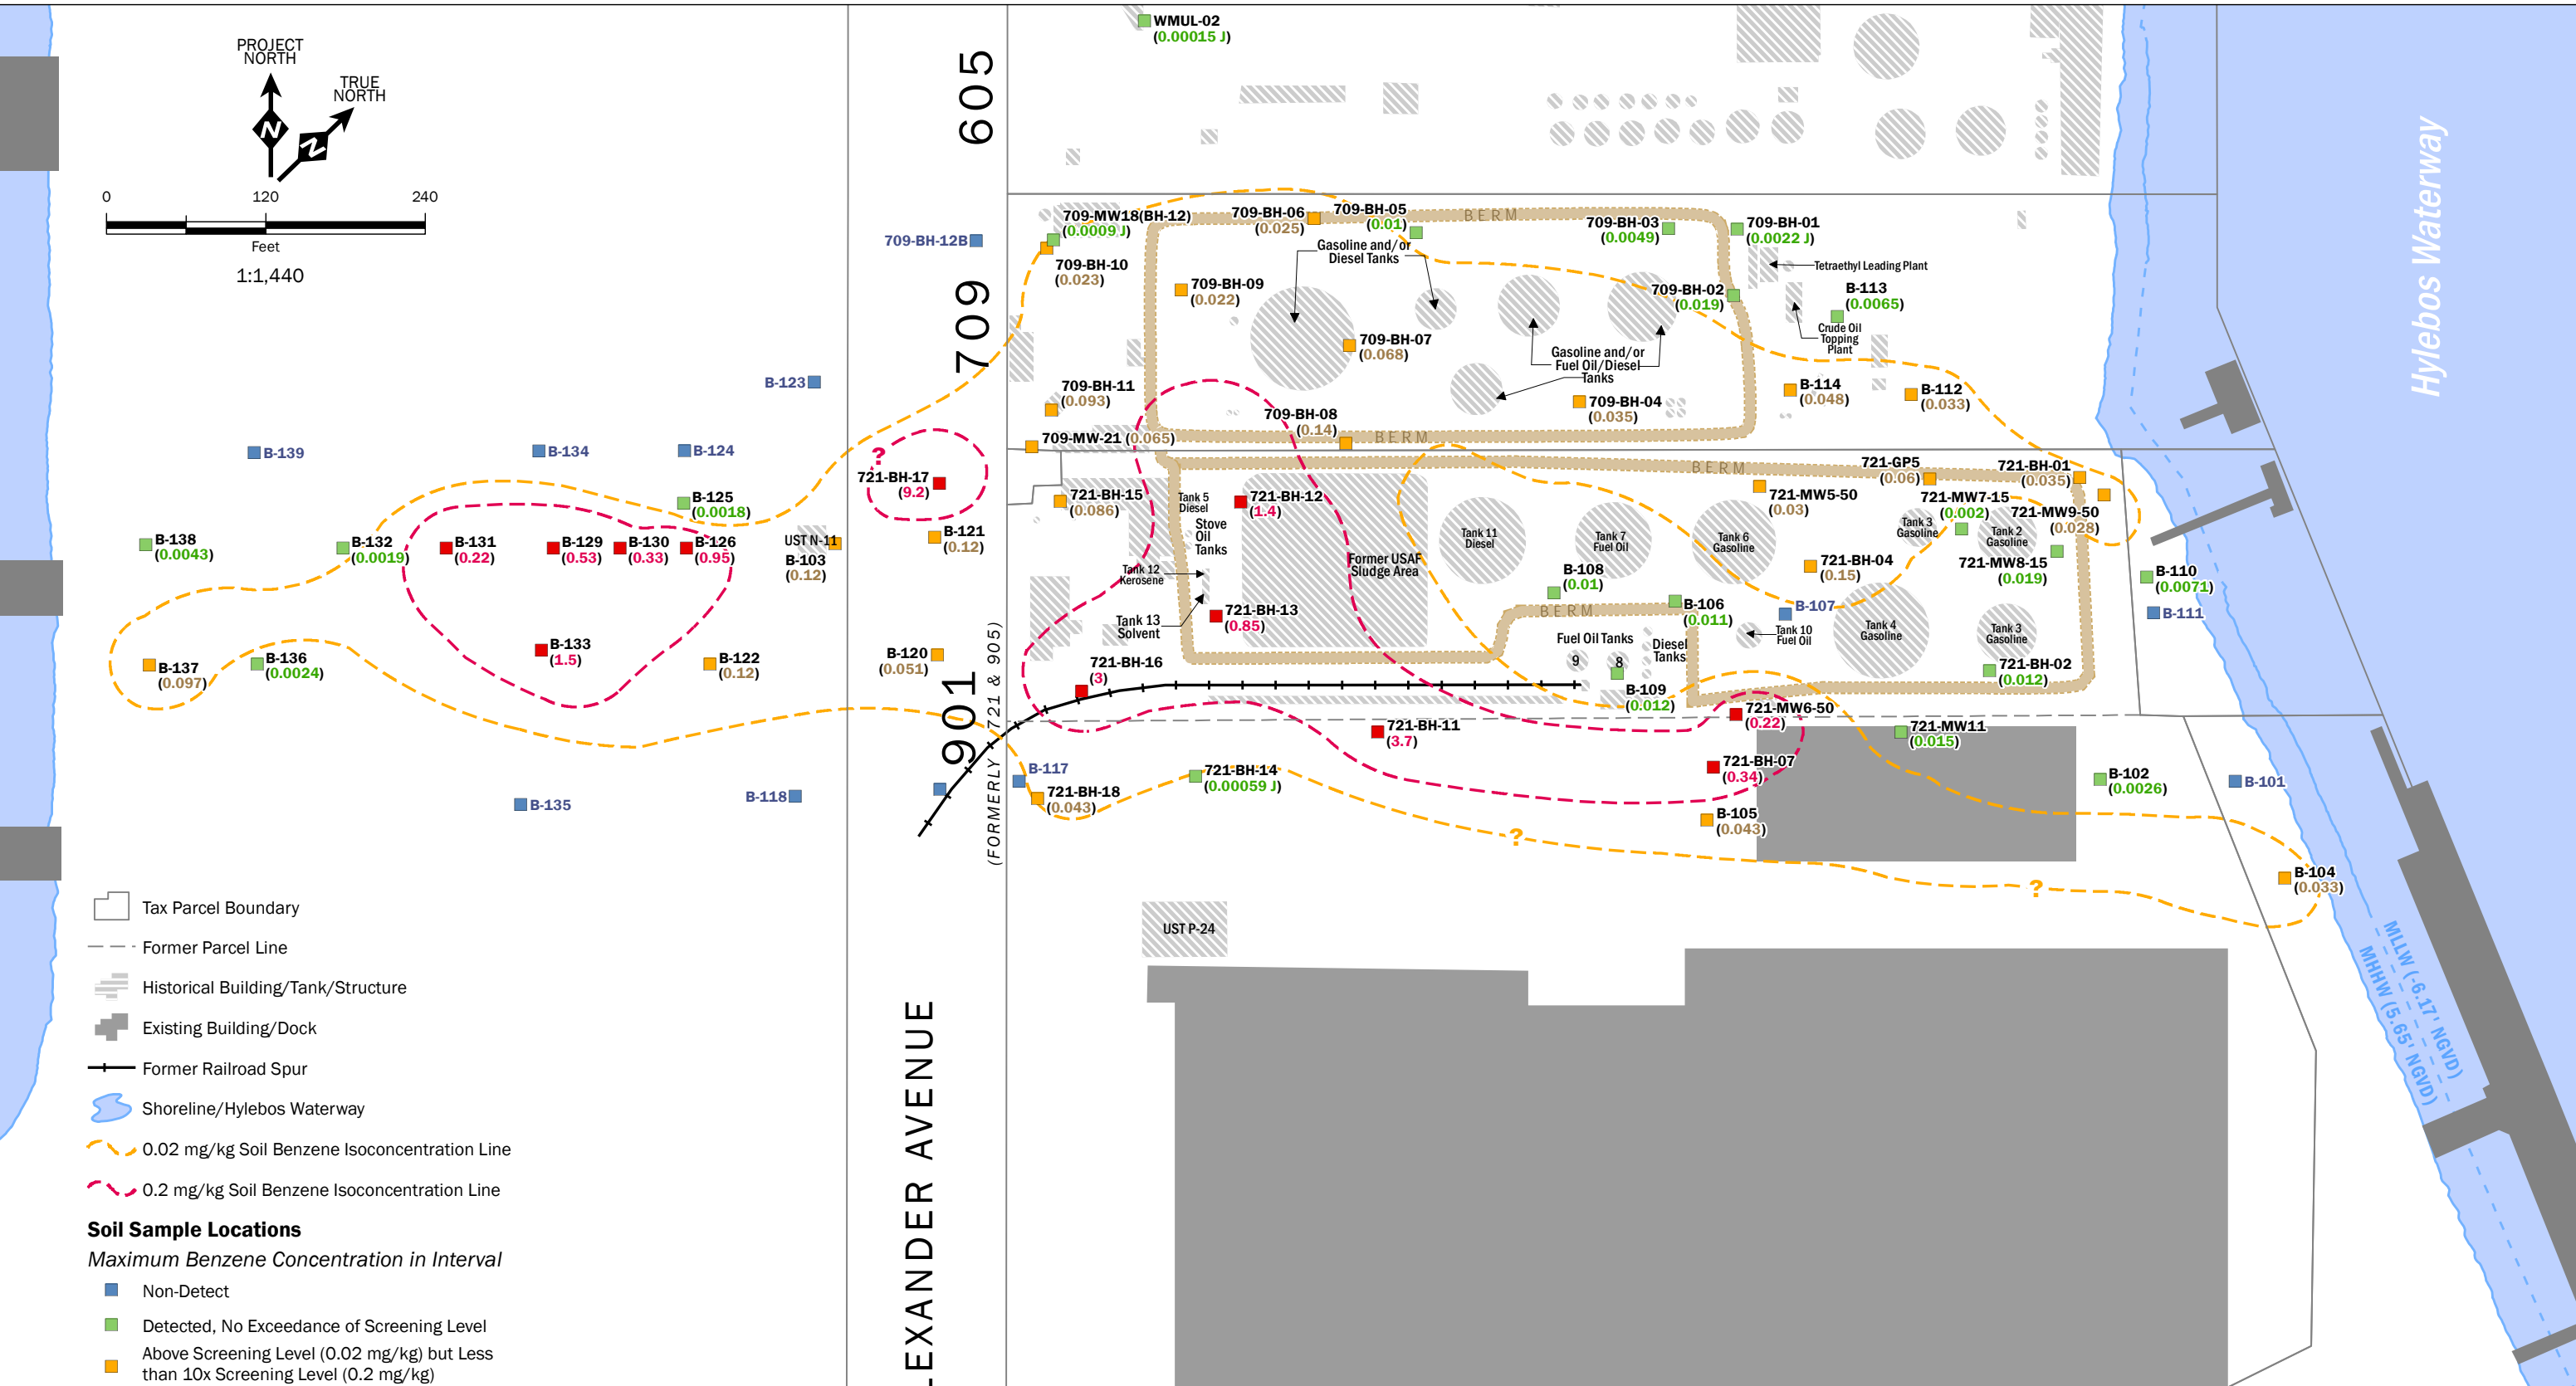 PROJECT
NORTH
TRUE
NORTH
N
N
0
120
240
Feet
1:1,440
605
709
901
(FORMERLY 721 & 905)
LEXANDER AVENUE
Hylebos Waterway
MLLW (-6.17' NGVD)
MHHW (5.65' NGVD)
WMUL-02
(0.00015 J)
709-BH-12B
709-MW18(BH-12)
(0.0009 J)
709-BH-10
(0.023)
709-BH-06
(0.025)
709-BH-05
(0.01)
BERM
709-BH-03
(0.0049)
709-BH-01
(0.0022 J)
Gasoline and/or
Diesel Tanks
Tetraethyl Leading Plant
709-BH-09
(0.022)
709-BH-02
(0.019)
B-113
(0.0065)
Crude Oil
Topping
Plant
709-BH-07
(0.068)
Gasoline and/or
Fuel Oil/Diesel
Tanks
B-123
709-BH-11
(0.093)
709-BH-08
(0.14)
709-BH-04
(0.035)
B-114
(0.048)
B-112
(0.033)
709-MW-21 (0.065)
BERM
B-139
B-134
B-124
?
721-BH-17
(9.2)
BERM
721-GP5
(0.06)
721-BH-01
(0.035)
B-125
(0.0018)
721-BH-15
(0.086)
Tank 5
Diesel
721-BH-12
(1.4)
721-MW5-50
(0.03)
721-MW7-15
(0.002)
721-MW9-50
(0.028)
Stove
Oil
Tanks
Tank 11
Diesel
Tank 7
Fuel Oil
Tank 6
Gasoline
Tank 3
Gasoline
Tank 2
Gasoline
B-138
(0.0043)
B-132
(0.0019)
B-131
(0.22)
B-129
(0.53)
B-130
(0.33)
B-126
(0.95)
UST N-11
B-103
(0.12)
B-121
(0.12)
Former USAF
Sludge Area
Tank 12
Kerosene
B-108
(0.01)
721-BH-04
(0.15)
721-MW8-15
(0.019)
B-110
(0.0071)
B-111
Tank 13
Solvent
721-BH-13
(0.85)
BERM
B-106
(0.011)
B-107
Tank 10
Fuel Oil
Tank 4
Gasoline
Tank 3
Gasoline
Fuel Oil Tanks
9
8
Diesel
Tanks
B-137
(0.097)
B-136
(0.0024)
B-133
(1.5)
B-122
(0.12)
B-120
(0.051)
721-BH-16
(3)
B-109
(0.012)
721-BH-02
(0.012)
721-MW6-50
(0.22)
721-BH-11
(3.7)
721-MW11
(0.015)
721-BH-07
(0.34)
B-135
B-118
B-117
721-BH-18
(0.043)
721-BH-14
(0.00059 J)
B-102
(0.0026)
B-101
B-105
(0.043)
?
?
B-104
(0.033)
UST P-24
Tax Parcel Boundary
Former Parcel Line
Historical Building/Tank/Structure
Existing Building/Dock
Former Railroad Spur
Shoreline/Hylebos Waterway
0.02 mg/kg Soil Benzene Isoconcentration Line
0.2 mg/kg Soil Benzene Isoconcentration Line
Soil Sample Locations
Maximum Benzene Concentration in Interval
Non-Detect
Detected, No Exceedance of Screening Level
Above Screening Level (0.02 mg/kg) but Less
than 10x Screening Level (0.2 mg/kg)